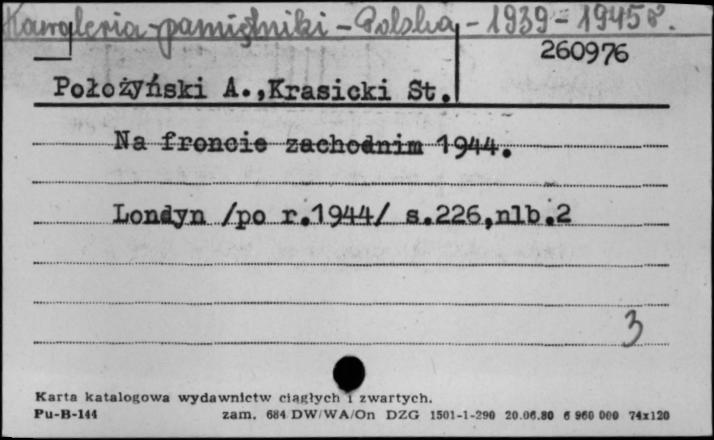 Kawaleria - pamiętniki - Polska - 1939 - 1945 r.
260976
Położyński A.,Krasicki St.
Na froncie zachodnim 1944.
Londyn /po r.1944/ s.226,nlb.2
3
Karta katalogowa wydawnictw ciągłych i zwartych.
Pu-B-144 zam. 684 DW/WA/On DZG 1501-1-290 20.06.80 6 960 000 74x120